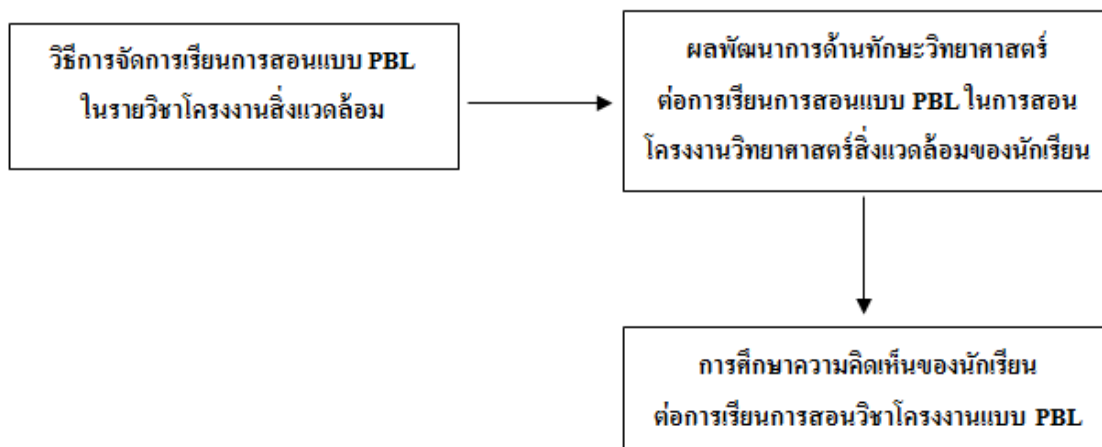 วิธีการจัดการเรียนการสอนแบบ PBL
ในรายวิชาโครงงานสิ่งแวดล้อม
ผลพัฒนาการด้านทักษะวิทยาศาสตร์
ต่อการเรียนการสอนแบบ PBL ในการสอน
โครงงานวิทยาศาสตร์สิ่งแวดล้อมของนักเรียน
การศึกษาความคิดเห็นของนักเรียน
ต่อการเรียนการสอนวิชาโครงงานแบบ PBL